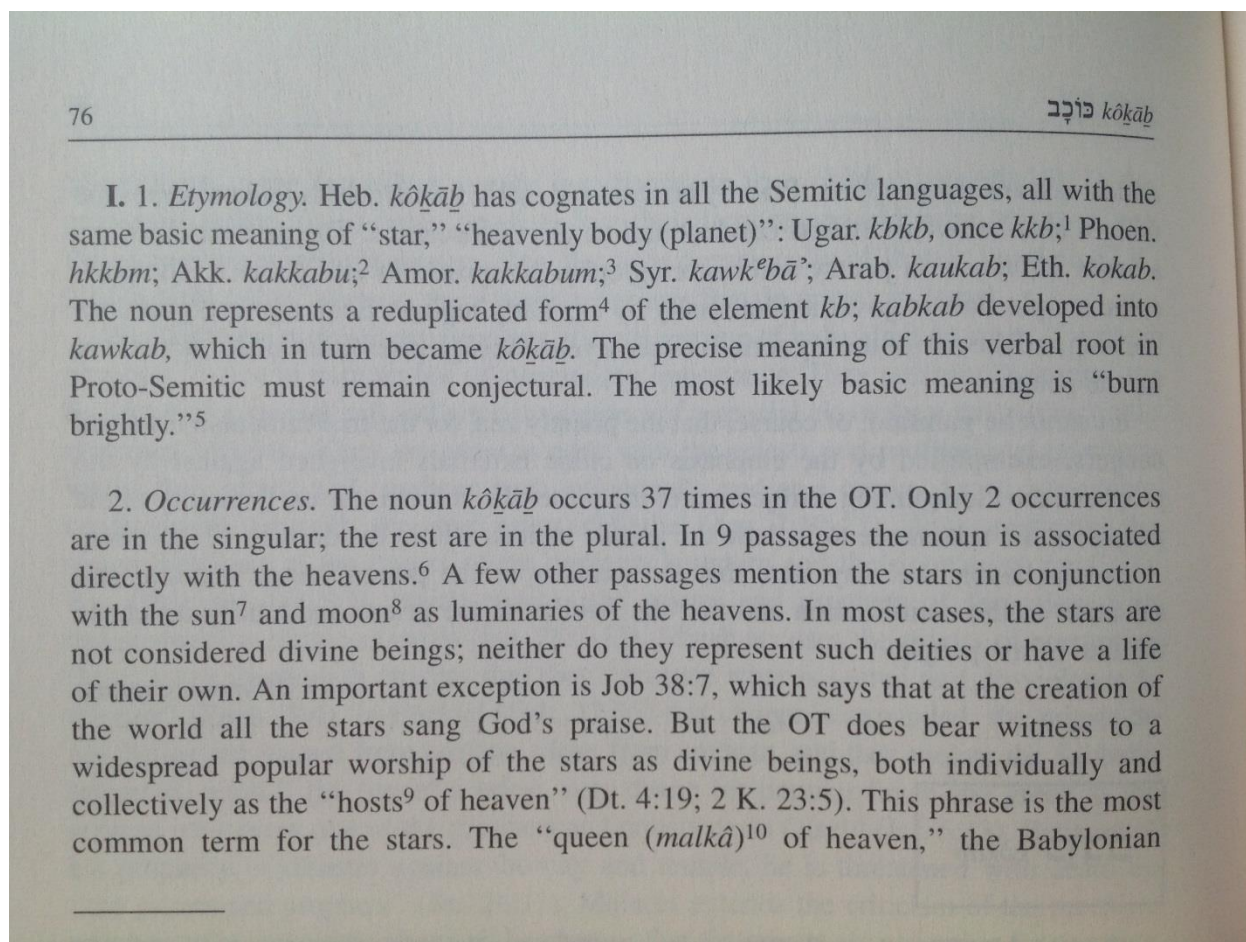 76 כּוֹכָב kôḵāḇ
I. 1. Etymology. Heb. kôḵāḇ has cognates in all the Semitic languages, all with the
same basic meaning of “star,” “heavenly body (planet)”: Ugar. kbkb, once kkb;¹ Phoen.
hkkbm; Akk. kakkabu;² Amor. kakkabum;³ Syr. kawkᵉbāʾ; Arab. kaukab; Eth. kokab.
The noun represents a reduplicated form⁴ of the element kb; kabkab developed into
kawkab, which in turn became kôḵāḇ. The precise meaning of this verbal root in
Proto-Semitic must remain conjectural. The most likely basic meaning is “burn
brightly.”⁵
2. Occurrences. The noun kôḵāḇ occurs 37 times in the OT. Only 2 occurrences
are in the singular; the rest are in the plural. In 9 passages the noun is associated
directly with the heavens.⁶ A few other passages mention the stars in conjunction
with the sun⁷ and moon⁸ as luminaries of the heavens. In most cases, the stars are
not considered divine beings; neither do they represent such deities or have a life
of their own. An important exception is Job 38:7, which says that at the creation of
the world all the stars sang God’s praise. But the OT does bear witness to a
widespread popular worship of the stars as divine beings, both individually and
collectively as the “hosts⁹ of heaven” (Dt. 4:19; 2 K. 23:5). This phrase is the most
common term for the stars. The “queen (malkâ)¹⁰ of heaven,” the Babylonian